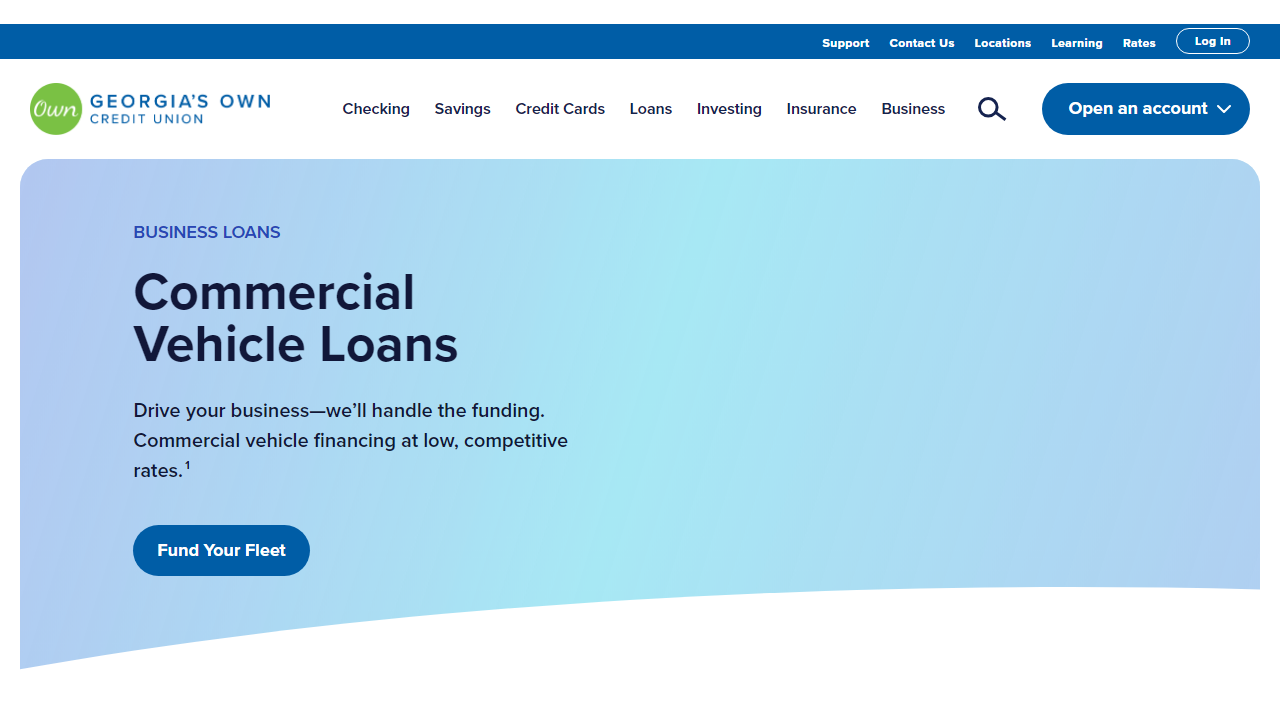 Support Contact Us Locations Learning Rates Log In
Own GEORGIA'S OWN
CREDIT UNION
Checking Savings Credit Cards Loans Investing Insurance Business Open an account
BUSINESS LOANS
Commercial
Vehicle Loans
Drive your business—we’ll handle the funding.
Commercial vehicle financing at low, competitive
rates.¹
Fund Your Fleet